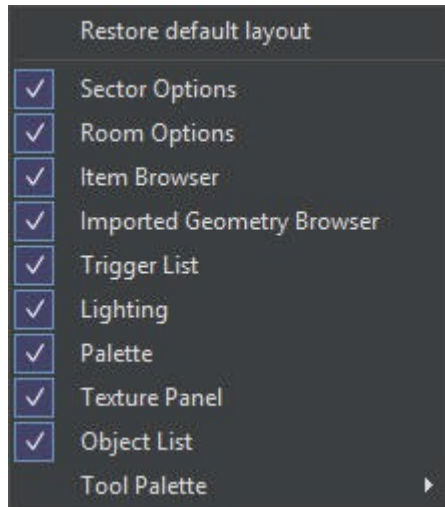 Restore default layout
Sector Options
Room Options
Item Browser
Imported Geometry Browser
Trigger List
Lighting
Palette
Texture Panel
Object List
Tool Palette